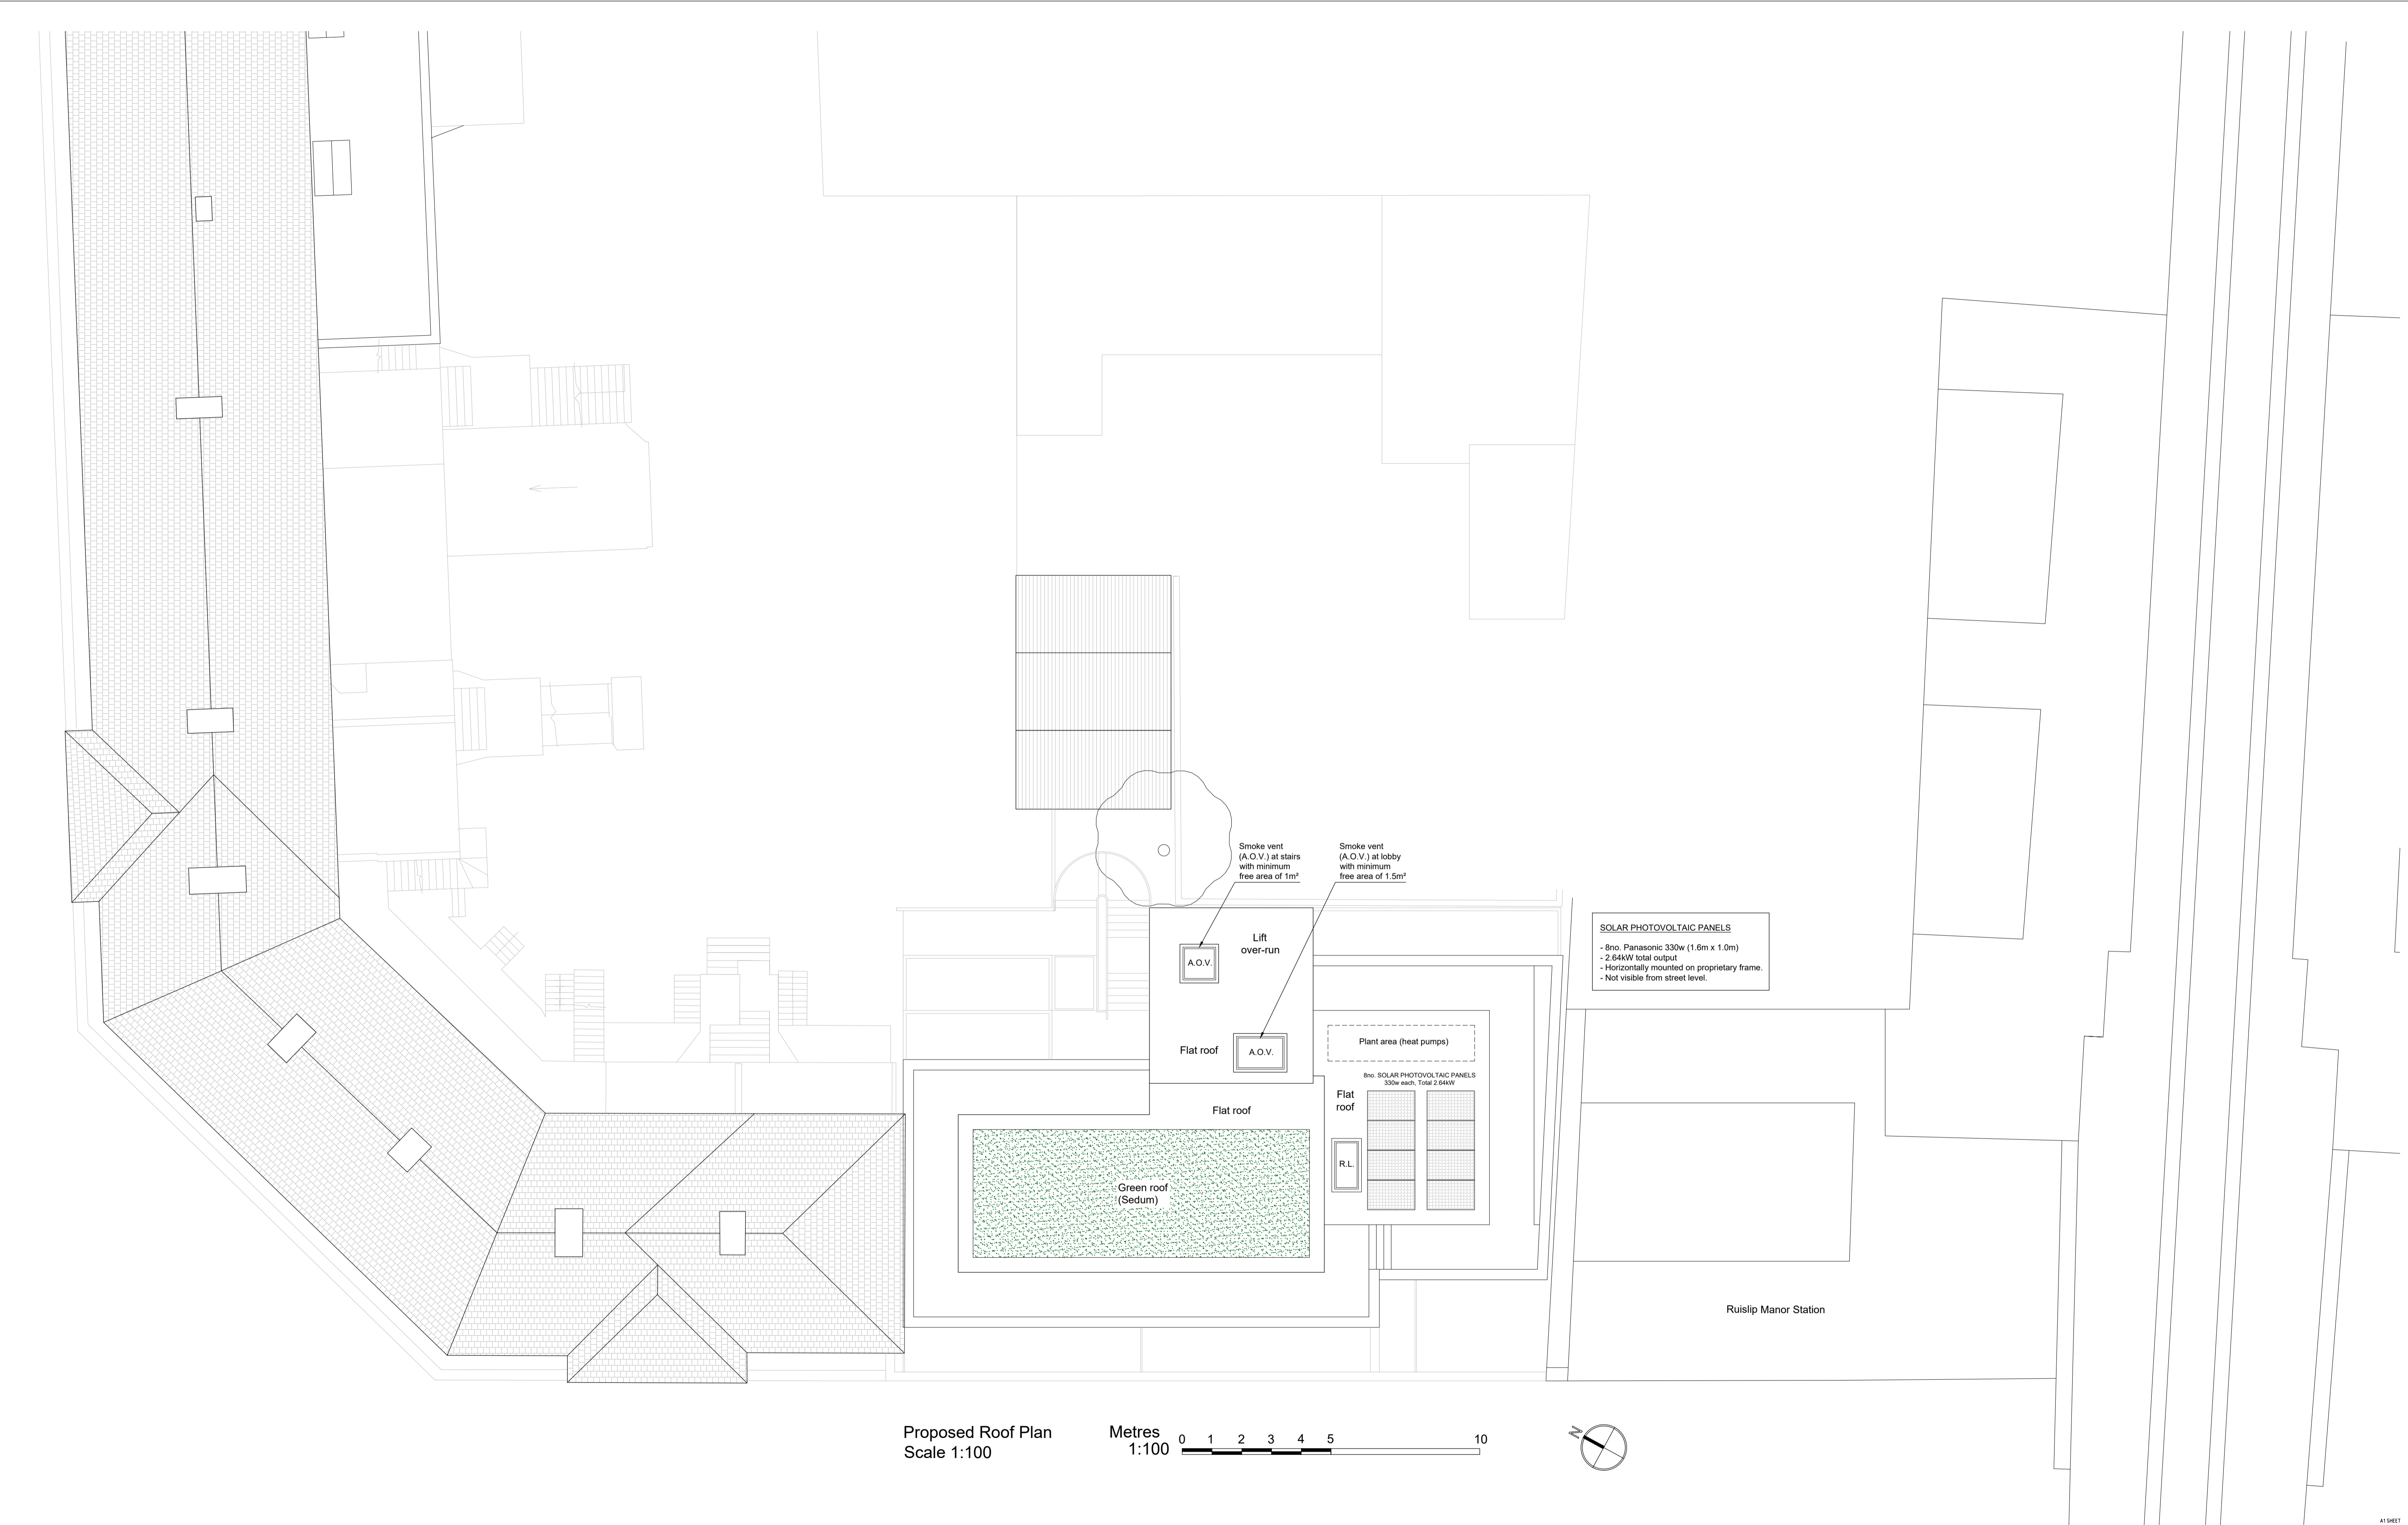 Smoke vent
(A.O.V.) at stairs
with minimum
free area of 1m²
Smoke vent
(A.O.V.) at lobby
with minimum
free area of 1.5m²
SOLAR PHOTOVOLTAIC PANELS
- 8no. Panasonic 330w (1.6m x 1.0m)
- 2.64kW total output
- Horizontally mounted on proprietary frame.
- Not visible from street level.
Lift
over-run
A.O.V.
Flat roof
A.O.V.
Plant area (heat pumps)
8no. SOLAR PHOTOVOLTAIC PANELS
330w each, Total 2.64kW
Flat
roof
Flat roof
R.L.
Green roof
(Sedum)
Ruislip Manor Station
Proposed Roof Plan
Scale 1:100
Metres
1:100
0 1 2 3 4 5 10
N
A1 SHEET